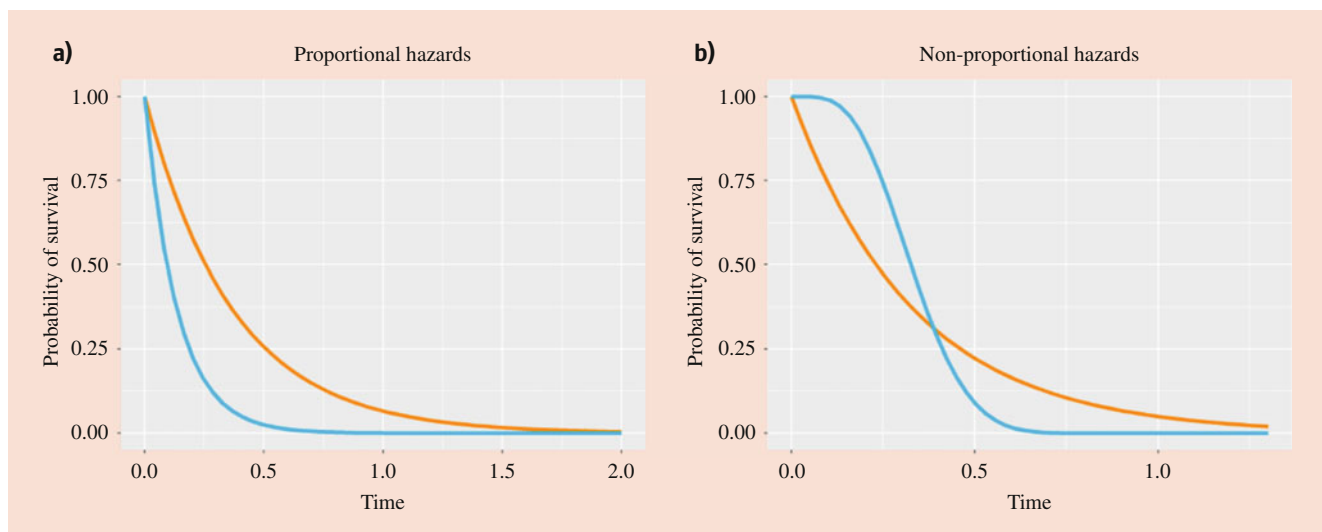 a)
Proportional hazards
1.00
0.75
0.50
0.25
0.00
Probability of survival
0.0 0.5 1.0 1.5 2.0
Time
b)
Non-proportional hazards
1.00
0.75
0.50
0.25
0.00
Probability of survival
0.0 0.5 1.0
Time